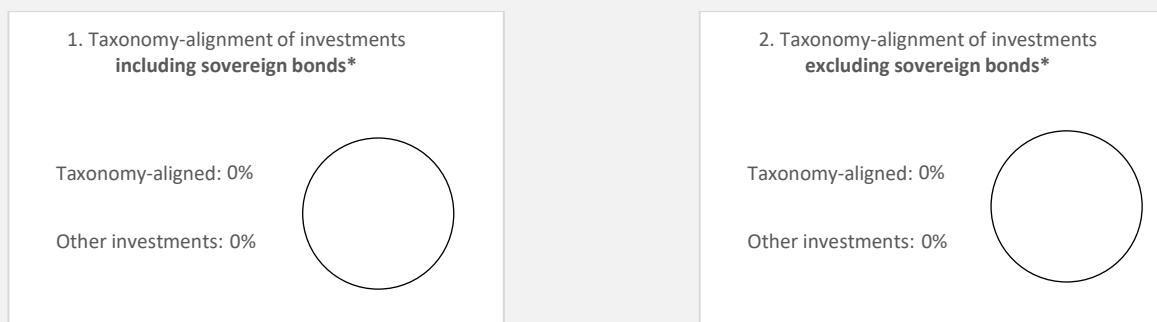 1. Taxonomy-alignment of investments
including sovereign bonds*
Taxonomy-aligned: 0%
Other investments: 0%
2. Taxonomy-alignment of investments
excluding sovereign bonds*
Taxonomy-aligned: 0%
Other investments: 0%